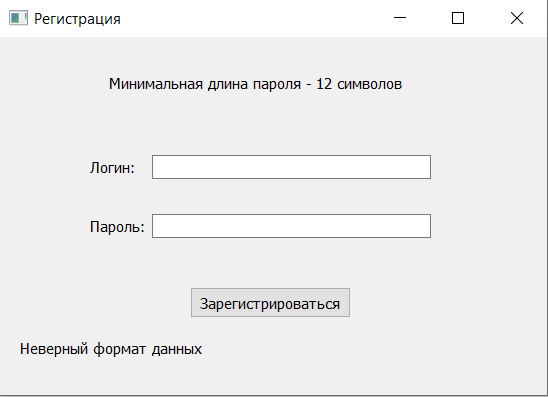 Регистрация
Минимальная длина пароля - 12 символов
Логин:
Пароль:
Зарегистрироваться
Неверный формат данных